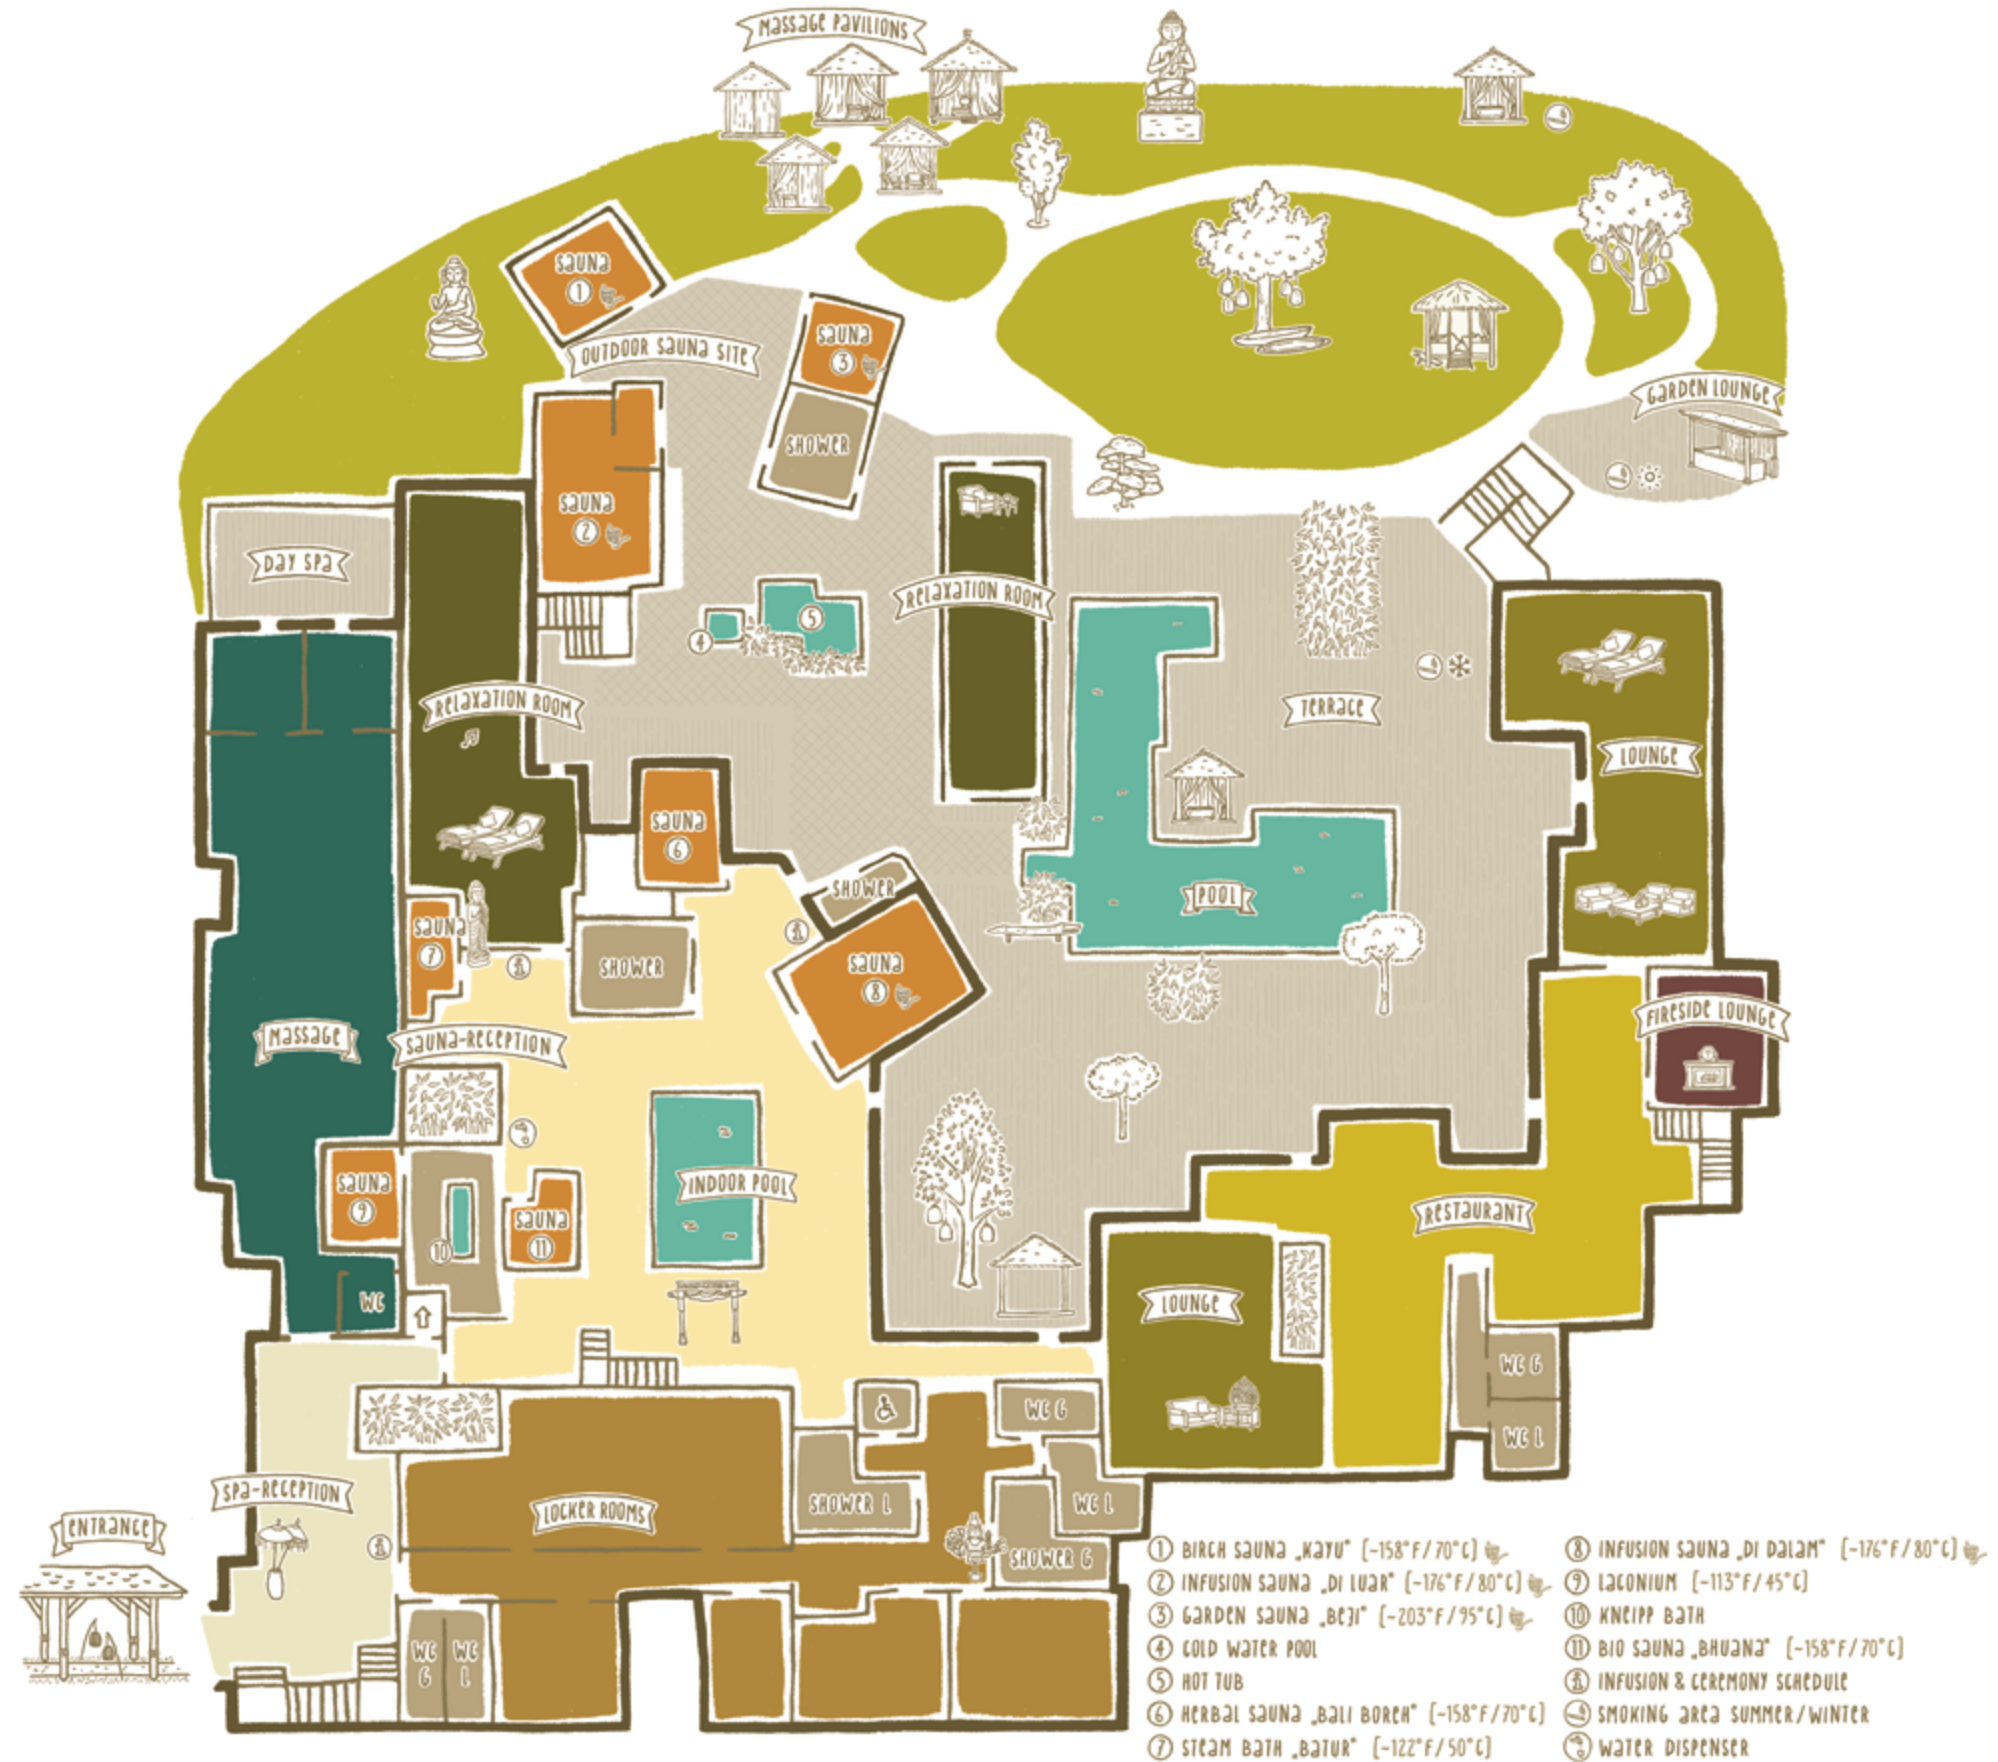 MASSAGE PAVILIONS
SAUNA
1
OUTDOOR SAUNA SITE
SAUNA
3
SHOWER
GARDEN LOUNGE
SAUNA
2
DAY SPA
RELAXATION ROOM
4
5
RELAXATION ROOM
TERRACE
LOUNGE
SAUNA
6
SHOWER
POOL
SAUNA
7
SHOWER
SAUNA
8
i
i
MASSAGE
SAUNA-RECEPTION
FIRESIDE LOUNGE
INDOOR POOL
SAUNA
9
10
SAUNA
11
RESTAURANT
WC
LOUNGE
WC G
WC L
WC G
SPA-RECEPTION
LOCKER ROOMS
SHOWER L
WC L
SHOWER G
ENTRANCE
i
WC
G
WC
L
1 BIRCH SAUNA „KAYU" [~158°F/70°C]
2 INFUSION SAUNA „DI LUAR" [~176°F/80°C]
3 GARDEN SAUNA „BEJI" [~203°F/95°C]
4 COLD WATER POOL
5 HOT TUB
6 HERBAL SAUNA „BALI BOREH" [~158°F/70°C]
7 STEAM BATH „BATUR" [~122°F/50°C]
8 INFUSION SAUNA „DI DALAM" [~176°F/80°C]
9 LACONIUM [~113°F/45°C]
10 KNEIPP BATH
11 BIO SAUNA „BHUANA" [~158°F/70°C]
i INFUSION & CEREMONY SCHEDULE
SMOKING AREA SUMMER/WINTER
WATER DISPENSER